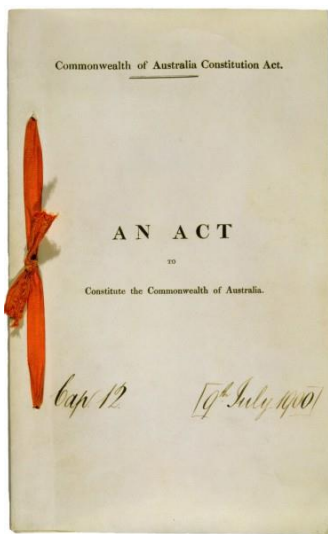 Commonwealth of Australia Constitution Act.
AN ACT
TO
Constitute the Commonwealth of Australia.
Cap 12 [9th July 1900]